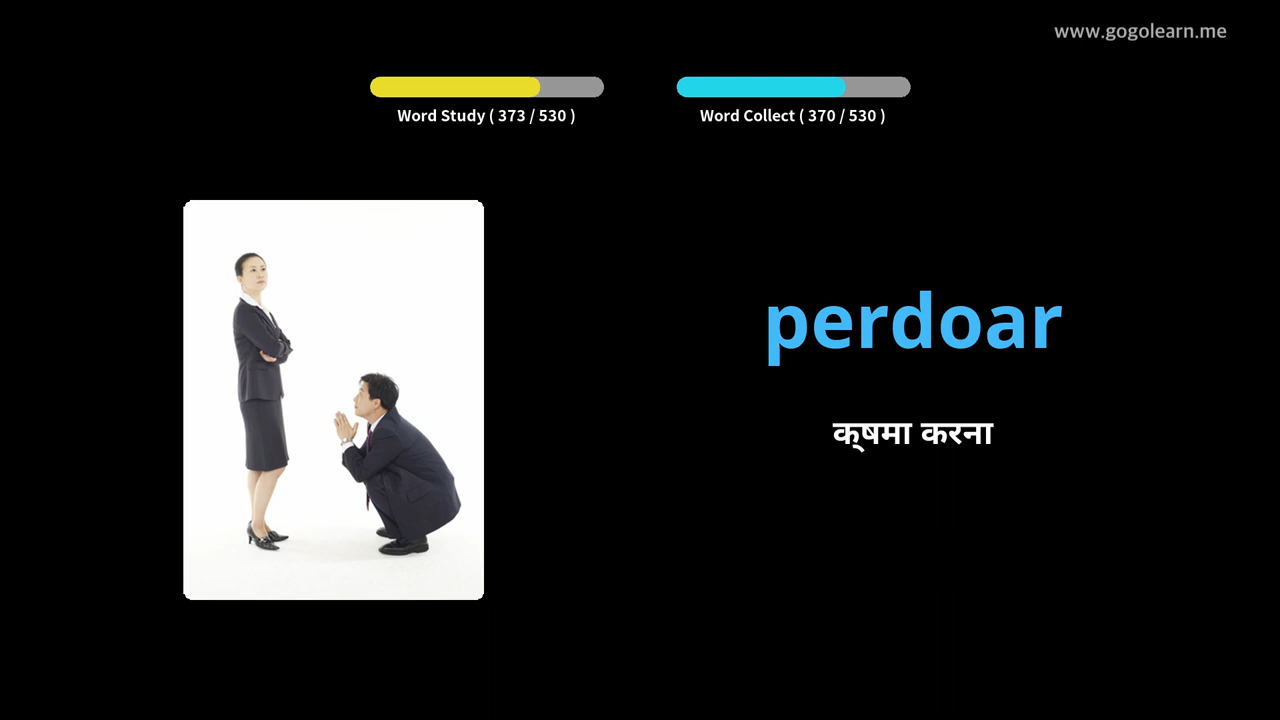 www.gogolearn.me
Word Study ( 373 / 530 )
Word Collect ( 370 / 530 )
perdoar
क्षमा करना